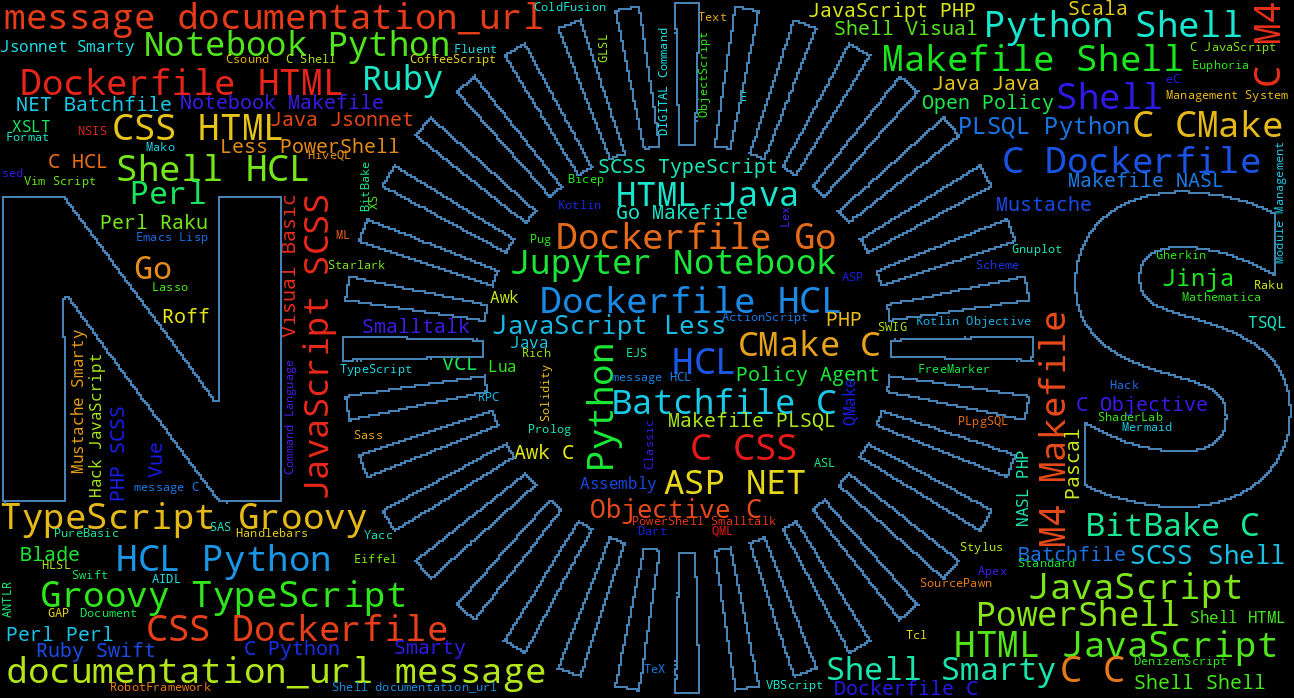 message documentation_url
ColdFusion
Text
JavaScript PHP
Scala
Shell Visual
Python Shell
C M4
Jsonnet Smarty
Notebook Python
Fluent
Csound
C Shell
CoffeeScript
GLSL
DIGITAL Command
ObjectScript
E
Makefile Shell
C JavaScript
Euphoria
Dockerfile HTML
Ruby
Java Java
Shell
eC
Management System
NET Batchfile
Notebook Makefile
Open Policy
XSLT
Format
NSIS
CSS HTML
Java Jsonnet
PLSQL Python
C CMake
Mako
Less PowerShell
HiveQL
C HCL
Shell HCL
SCSS TypeScript
C Dockerfile
Module Management
sed
Vim Script
Perl
BitBake
XS
Bicep
HTML Java
Makefile NASL
Kotlin
Go Makefile
Lex
Mustache
Perl Raku
Emacs Lisp
Visual Basic
JavaScript SCSS
ML
Pug
Dockerfile Go
Gnuplot
Gherkin
Go
Starlark
Jupyter Notebook
ASP
Scheme
Jinja
Lasso
Raku
Mathematica
Awk
Dockerfile HCL
Roff
ActionScript
PHP
Smalltalk
JavaScript Less
SWIG
Kotlin Objective
TSQL
Java
Rich
EJS
CMake C
Mustache Smarty
Hack JavaScript
Command Language
TypeScript
VCL
Lua
HCL
Policy Agent
FreeMarker
M4 Makefile
message HCL
Solidity
Python
QMake
Hack
RPC
Batchfile C
C Objective
PHP SCSS
Vue
Sass
Prolog
Makefile PLSQL
PLpgSQL
ShaderLab
Mermaid
Classic
Awk C
C CSS
Pascal
NASL PHP
ASL
message C
Assembly
ASP NET
TypeScript Groovy
Objective C
PowerShell Smalltalk
Dart
QML
BitBake C
PureBasic
SAS
Handlebars
Yacc
Blade
HCL Python
Eiffel
Stylus
Batchfile
SCSS Shell
HLSL
Standard
Swift
AIDL
Apex
SourcePawn
JavaScript
ANTLR
Groovy TypeScript
GAP
Document
PowerShell
Shell HTML
Perl Perl
CSS Dockerfile
Tcl
Ruby Swift
C Python
Smarty
HTML JavaScript
documentation_url message
TeX
Shell Smarty
C C
DenizenScript
RobotFramework
Shell documentation_url
VBScript
Dockerfile C
Shell Shell